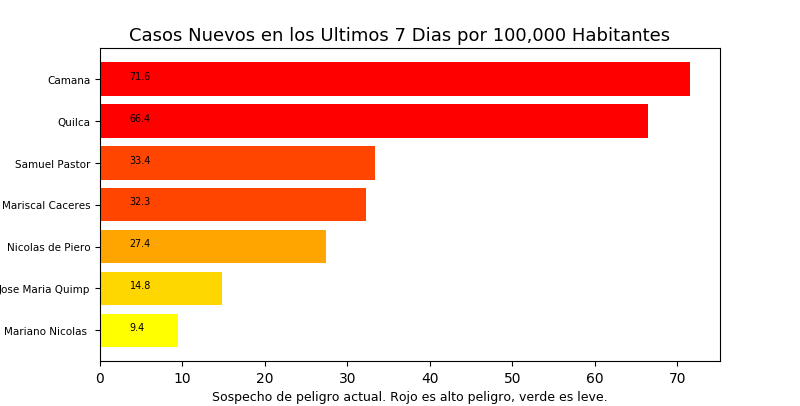 Casos Nuevos en los Ultimos 7 Dias por 100,000 Habitantes
Camana 71.6
Quilca 66.4
Samuel Pastor 33.4
Mariscal Caceres 32.3
Nicolas de Piero 27.4
Jose Maria Quimp 14.8
Mariano Nicolas 9.4
0 10 20 30 40 50 60 70
Sospecho de peligro actual. Rojo es alto peligro, verde es leve.